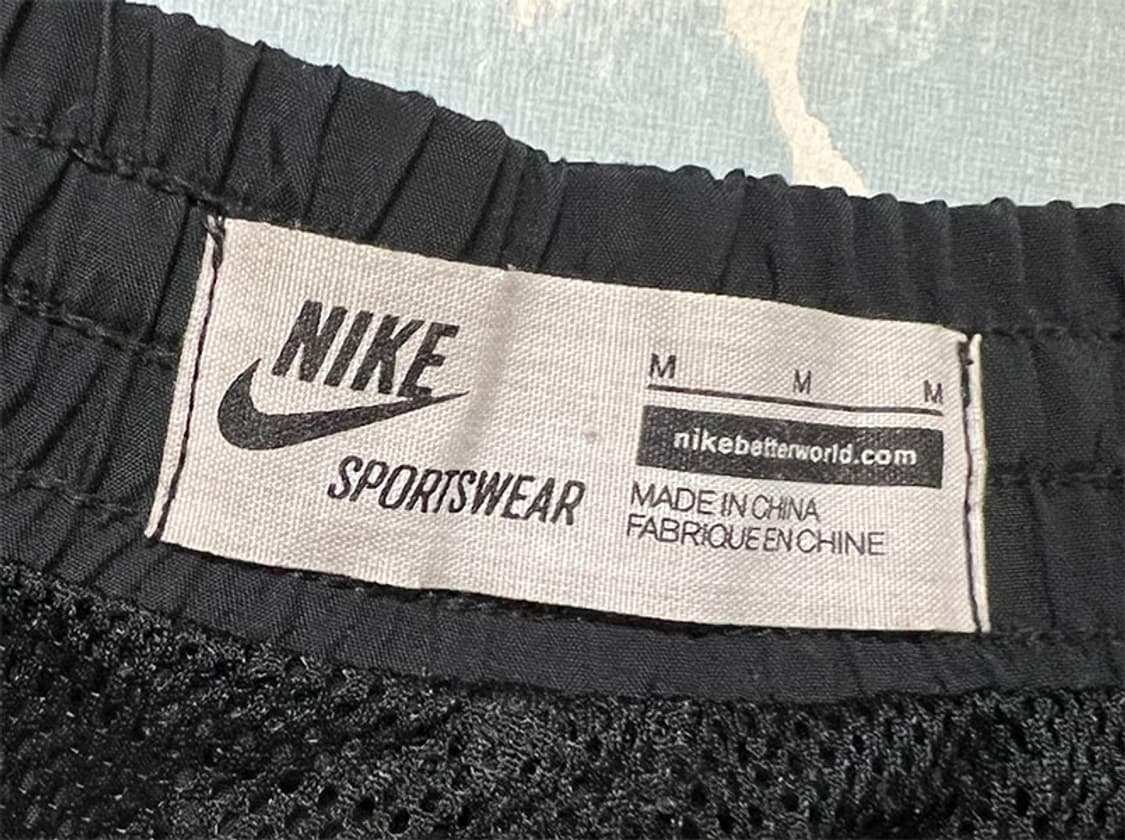 NIKE
SPORTSWEAR
M M M
nikebetterworld.com
MADE IN CHINA
FABRIQUE EN CHINE